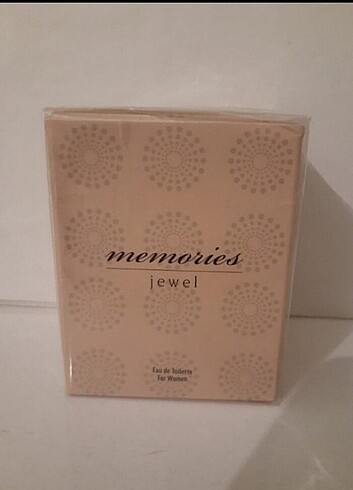 memories
jewel
Eau de Toilette
For Women